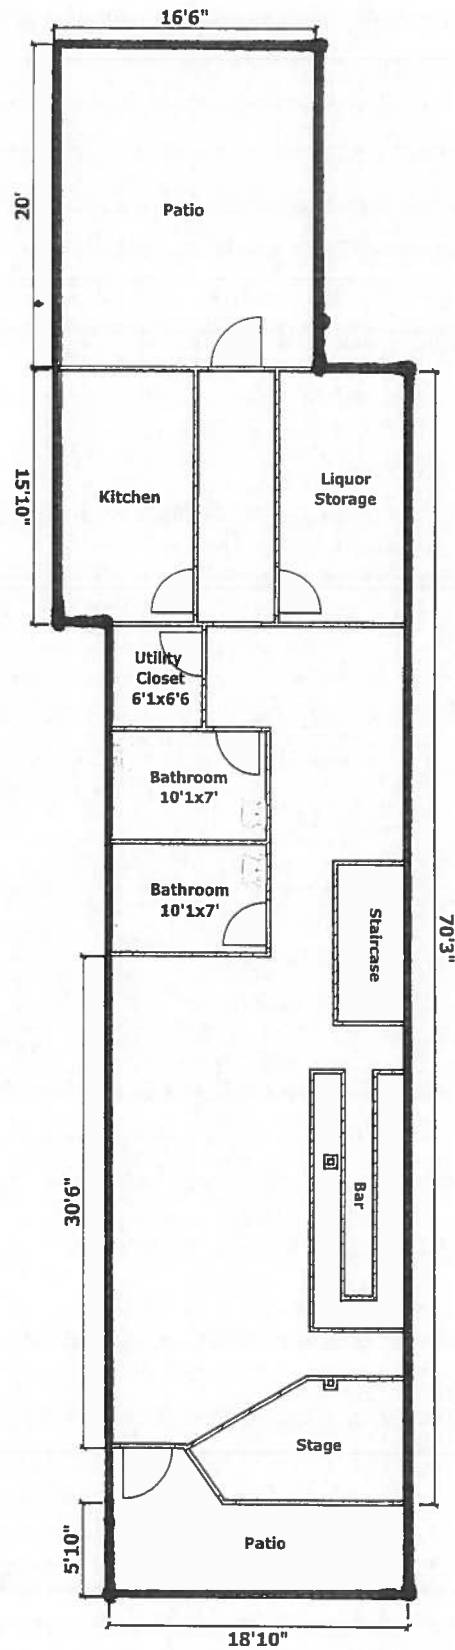 16'6"
20'
Patio
15'10"
Kitchen
Liquor
Storage
Utility
Closet
6'1x6'6
Bathroom
10'1x7'
Bathroom
10'1x7'
Staircase
70'3"
30'6"
Bar
Stage
5'10"
Patio
18'10"